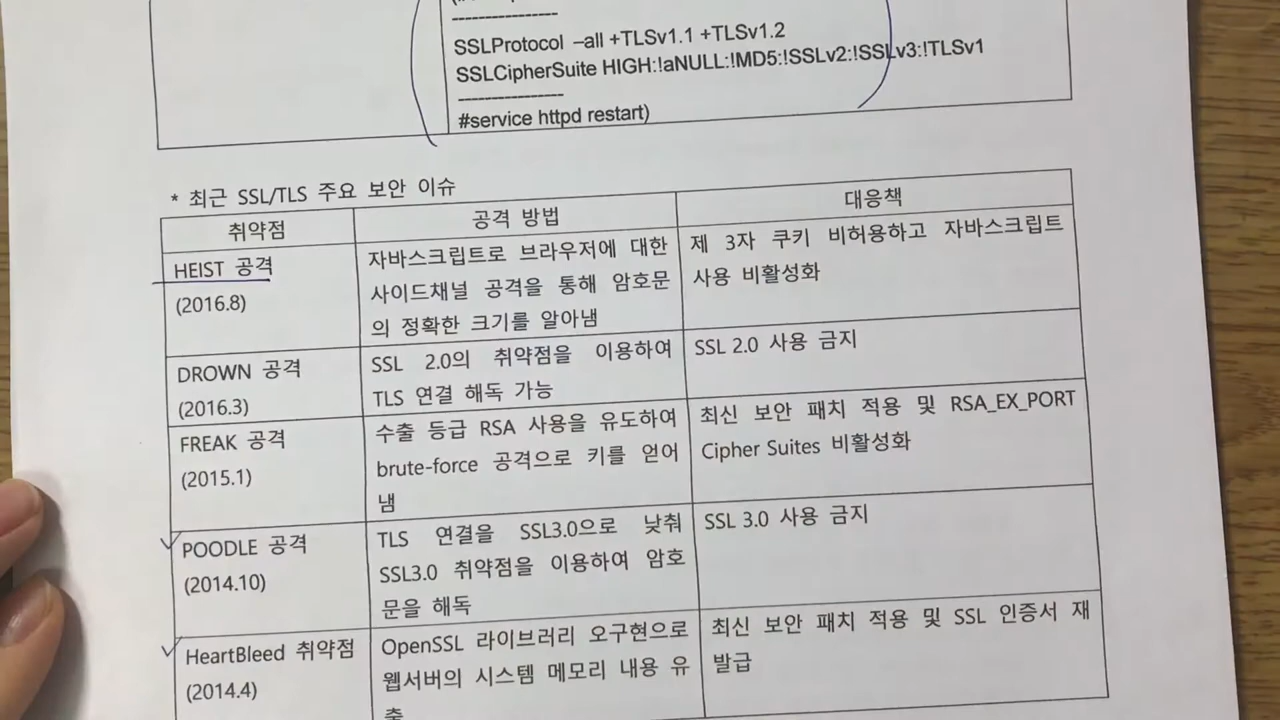 ----------------
SSLProtocol –all +TLSv1.1 +TLSv1.2
SSLCipherSuite HIGH:!aNULL:!MD5:!SSLv2:!SSLv3:!TLSv1
----------------
#service httpd restart)
* 최근 SSL/TLS 주요 보안 이슈
취약점
공격 방법
대응책
HEIST 공격
(2016.8)
자바스크립트로 브라우저에 대한
사이드채널 공격을 통해 암호문
의 정확한 크기를 알아냄
제 3자 쿠키 비허용하고 자바스크립트
사용 비활성화
DROWN 공격
(2016.3)
SSL 2.0의 취약점을 이용하여
TLS 연결 해독 가능
SSL 2.0 사용 금지
FREAK 공격
(2015.1)
수출 등급 RSA 사용을 유도하여
brute-force 공격으로 키를 얻어
냄
최신 보안 패치 적용 및 RSA_EX_PORT
Cipher Suites 비활성화
POODLE 공격
(2014.10)
TLS 연결을 SSL3.0으로 낮춰
SSL3.0 취약점을 이용하여 암호
문을 해독
SSL 3.0 사용 금지
HeartBleed 취약점
(2014.4)
OpenSSL 라이브러리 오구현으로
웹서버의 시스템 메모리 내용 유
출
최신 보안 패치 적용 및 SSL 인증서 재
발급